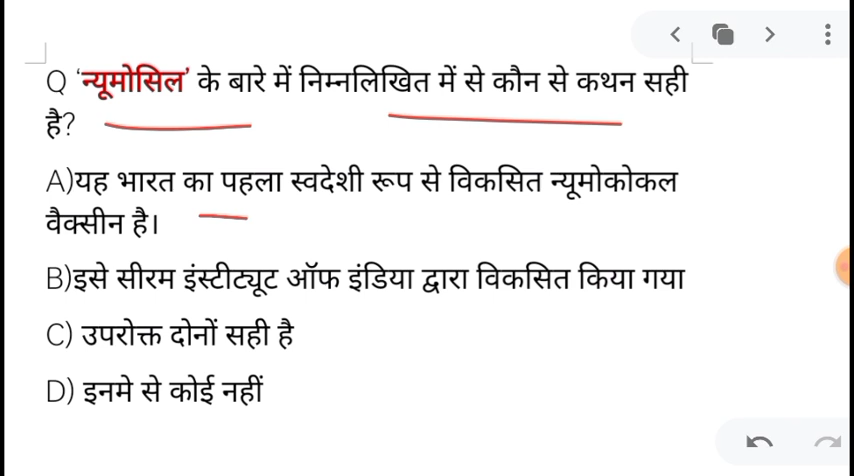 Q ‘न्यूमोसिल’ के बारे में निम्नलिखित में से कौन से कथन सही
है?
A)यह भारत का पहला स्वदेशी रूप से विकसित न्यूमोकोकल
वैक्सीन है।
B)इसे सीरम इंस्टीट्यूट ऑफ इंडिया द्वारा विकसित किया गया
C) उपरोक्त दोनों सही है
D) इनमे से कोई नहीं